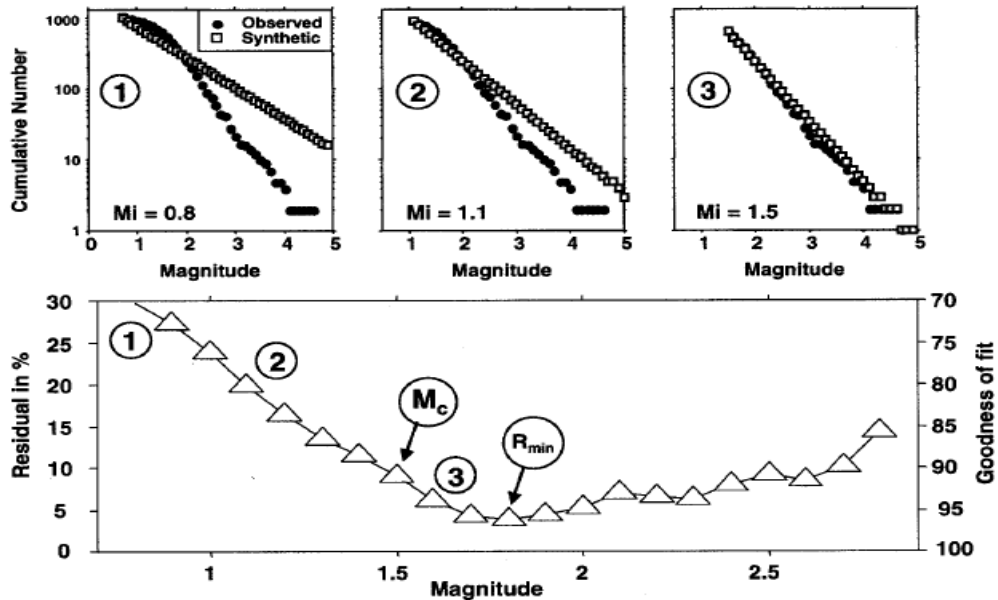 Cumulative Number
1000
100
10
1
Observed
Synthetic
1
Mi = 0.8
0 1 2 3 4 5
Magnitude
2
Mi = 1.1
1 2 3 4 5
Magnitude
3
Mi = 1.5
1 2 3 4 5
Magnitude
Residual in %
30
25
20
15
10
5
0
1
2
Mc
3
Rmin
70
75
80
85
90
95
100
Goodness of fit
1 1.5 2 2.5
Magnitude